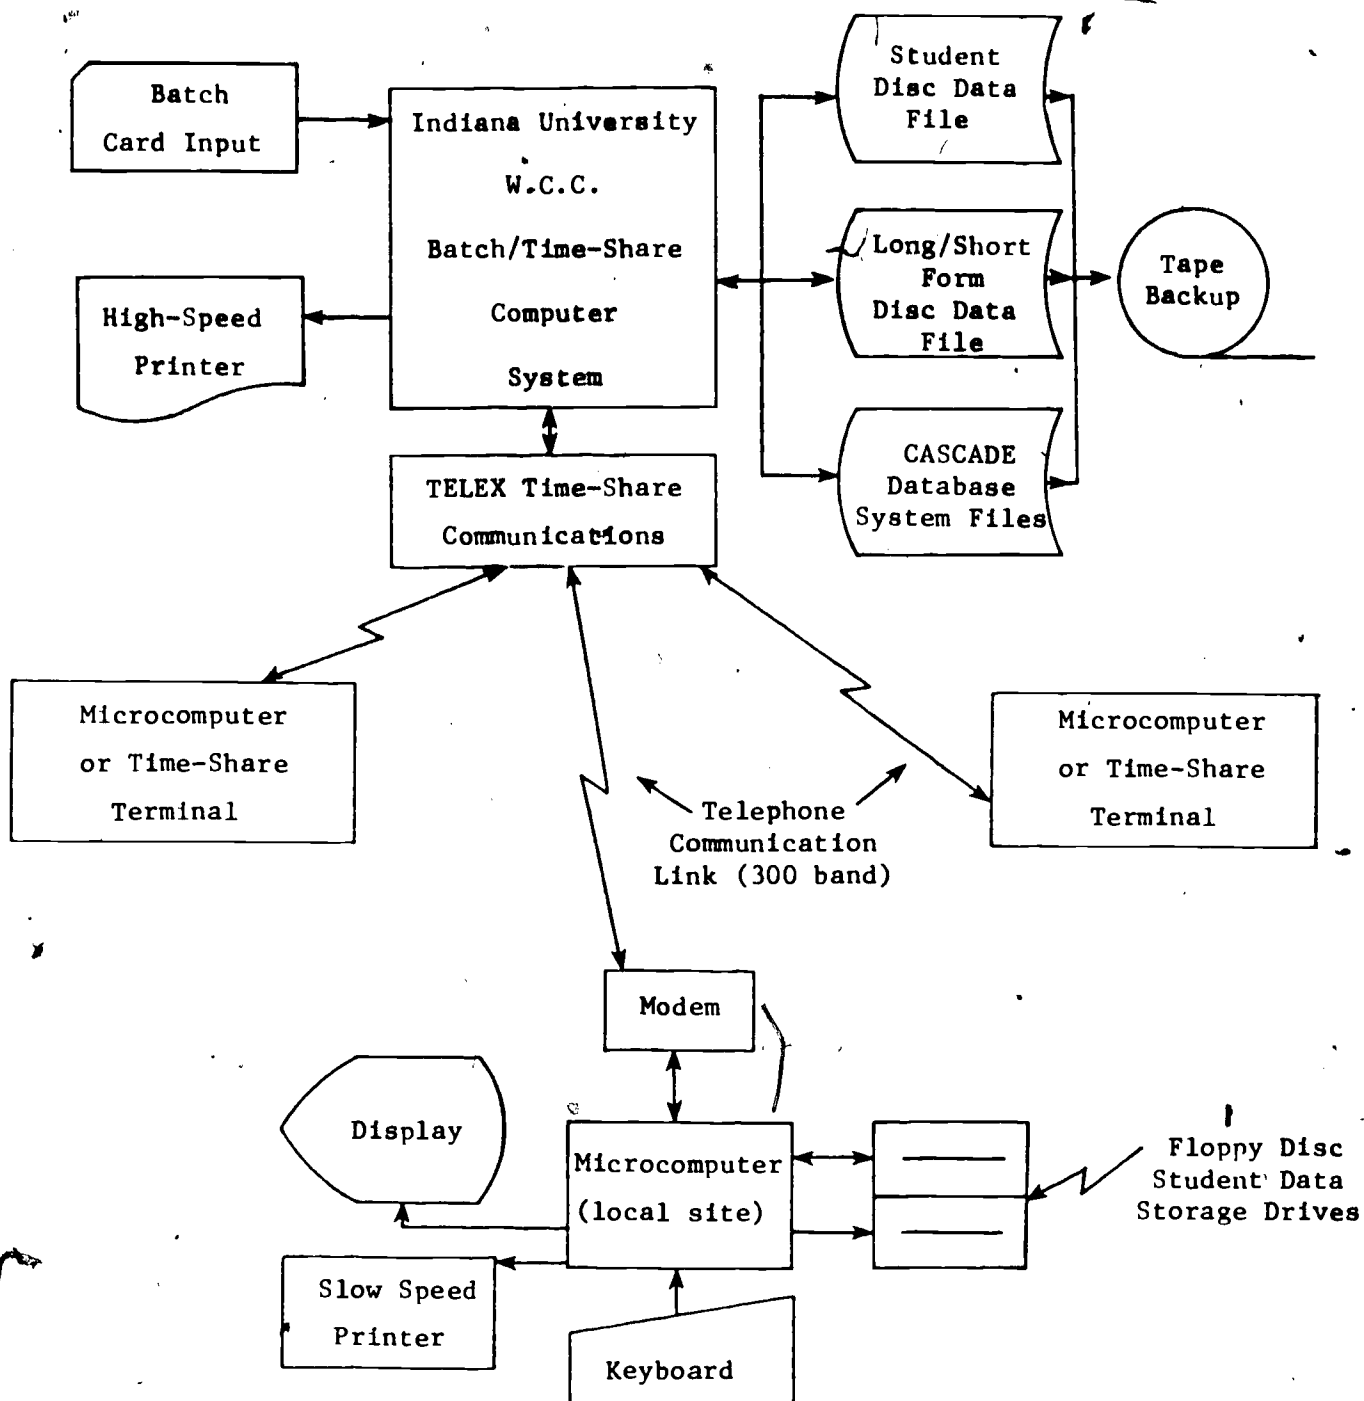 Batch
Card Input
Indiana University
W.C.C.
Batch/Time-Share
Computer
System
High-Speed
Printer
Student
Disc Data
File
Long/Short
Form
Disc Data
File
CASCADE
Database
System Files
Tape
Backup
TELEX Time-Share
Communications
Microcomputer
or Time-Share
Terminal
Microcomputer
or Time-Share
Terminal
Telephone
Communication
Link (300 band)
Modem
Display
Microcomputer
(local site)
Floppy Disc
Student Data
Storage Drives
Slow Speed
Printer
Keyboard